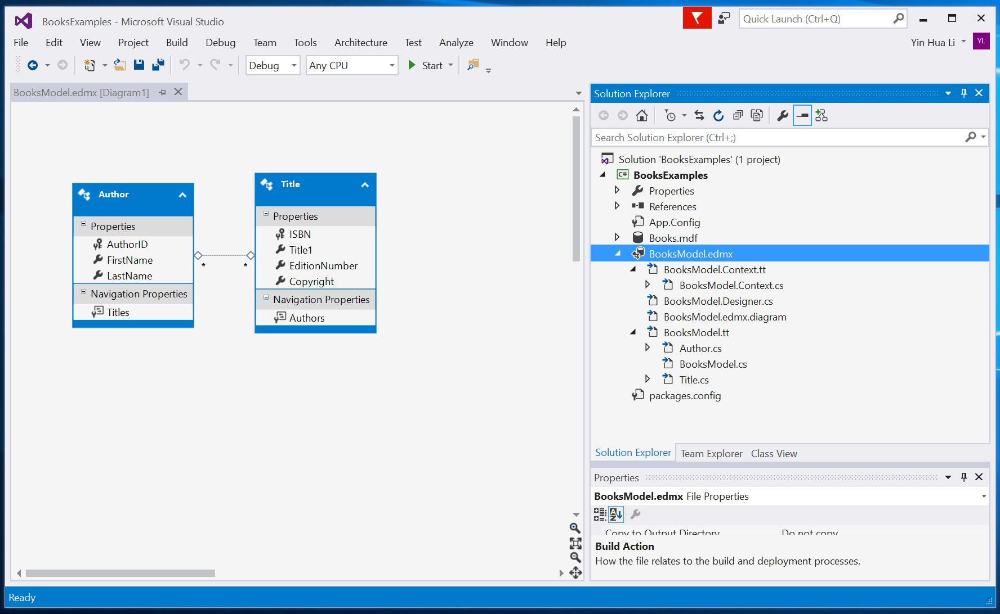 BooksExamples - Microsoft Visual Studio
Quick Launch (Ctrl+Q)
File Edit View Project Build Debug Team Tools Architecture Test Analyze Window Help
Yin Hua Li
YL
Debug
Any CPU
Start
BooksModel.edmx [Diagram1]
Author
Properties
AuthorID
FirstName
LastName
Navigation Properties
Titles
*
*
Title
Properties
ISBN
Title1
EditionNumber
Copyright
Navigation Properties
Authors
Solution Explorer
Search Solution Explorer (Ctrl+;)
Solution 'BooksExamples' (1 project)
C# BooksExamples
Properties
References
App.Config
Books.mdf
BooksModel.edmx
BooksModel.Context.tt
BooksModel.Context.cs
BooksModel.Designer.cs
BooksModel.edmx.diagram
BooksModel.tt
Author.cs
BooksModel.cs
Title.cs
packages.config
Solution Explorer Team Explorer Class View
Properties
BooksModel.edmx File Properties
Copy to Output Directory Do not copy
Build Action
How the file relates to the build and deployment processes.
Ready